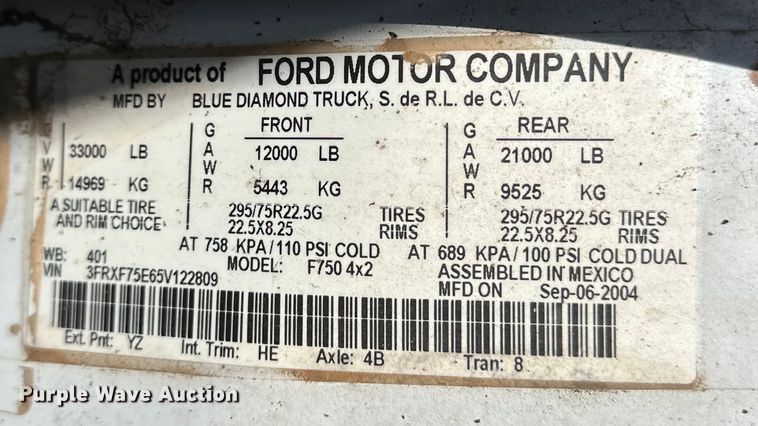 A product of FORD MOTOR COMPANY
MFD BY BLUE DIAMOND TRUCK, S. de R.L. de C.V.
GVWR 33000 LB
14969 KG
FRONT
GAWR 12000 LB
5443 KG
REAR
GAWR 21000 LB
9525 KG
A SUITABLE TIRE
AND RIM CHOICE
295/75R22.5G TIRES
22.5X8.25 RIMS
295/75R22.5G TIRES
22.5X8.25 RIMS
AT 758 KPA/110 PSI COLD AT 689 KPA/100 PSI COLD DUAL
WB: 401
VIN 3FRXF75E65V122809
MODEL: F750 4x2
ASSEMBLED IN MEXICO
MFD ON Sep-06-2004
Ext. Pnt: YZ Int. Trim: HE Axle: 4B Tran: 8
Purple Wave Auction